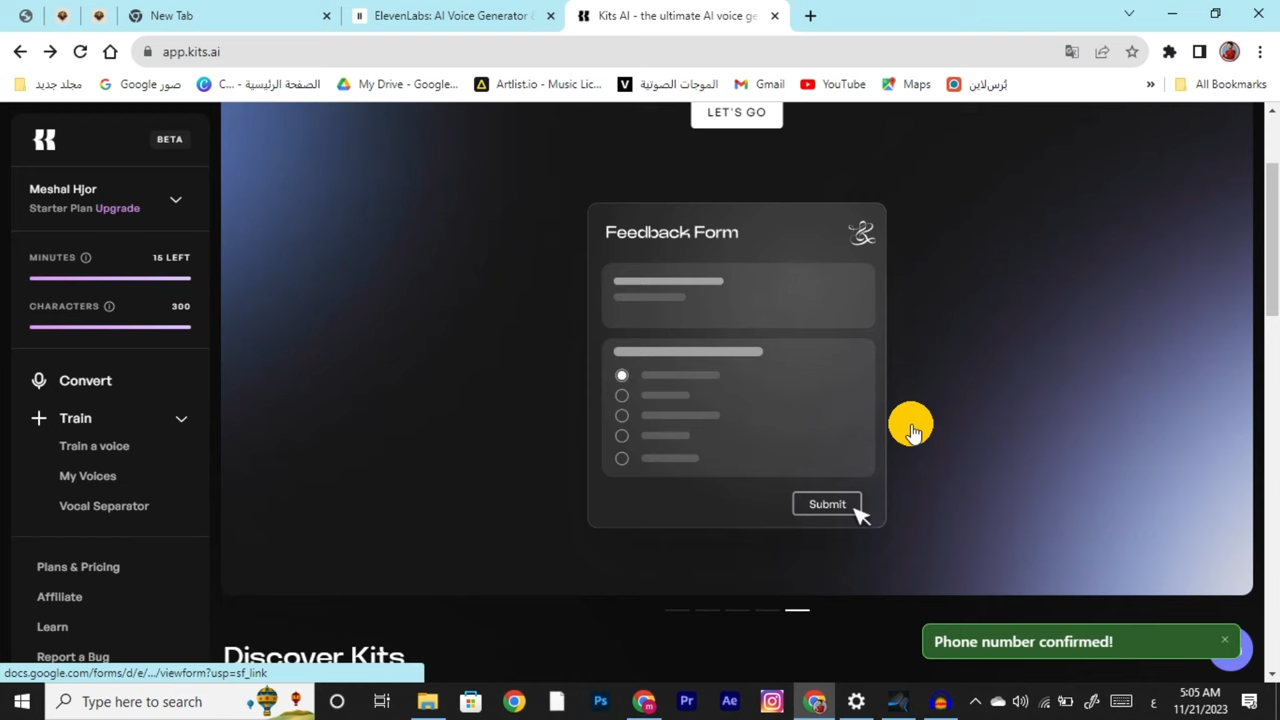 New Tab
ElevenLabs: AI Voice Generator &
Kits AI - the ultimate AI voice ge
app.kits.ai
مجلد جديد
صور Google
C... - الصفحة الرئيسية
My Drive - Google...
Artlist.io - Music Lic...
الموجات الصوتية
Gmail
YouTube
Maps
بُرسلاين
»
All Bookmarks
BETA
LET'S GO
Meshal Hjor
Starter Plan Upgrade
MINUTES 15 LEFT
CHARACTERS 300
Convert
Train
Train a voice
My Voices
Vocal Separator
Plans & Pricing
Affiliate
Learn
Report a Bug
Feedback Form
Submit
Discover Kits
Phone number confirmed!
docs.google.com/forms/d/e/.../viewform?usp=sf_link
Type here to search
Ps
Pr
Ae
ع
5:05 AM
11/21/2023